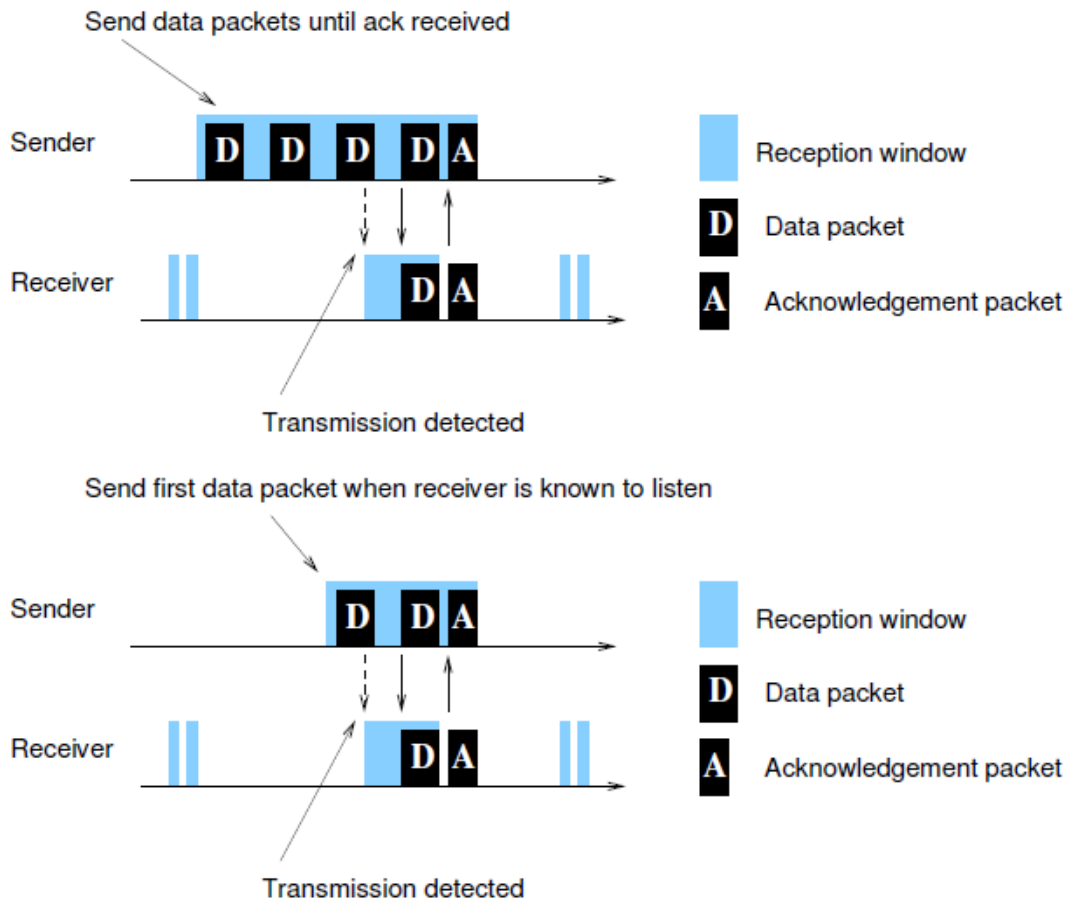 Send data packets until ack received
Sender
D D D D A
Reception window
D Data packet
Receiver
D A
A Acknowledgement packet
Transmission detected
Send first data packet when receiver is known to listen
Sender
D D A
Reception window
D Data packet
Receiver
D A
A Acknowledgement packet
Transmission detected